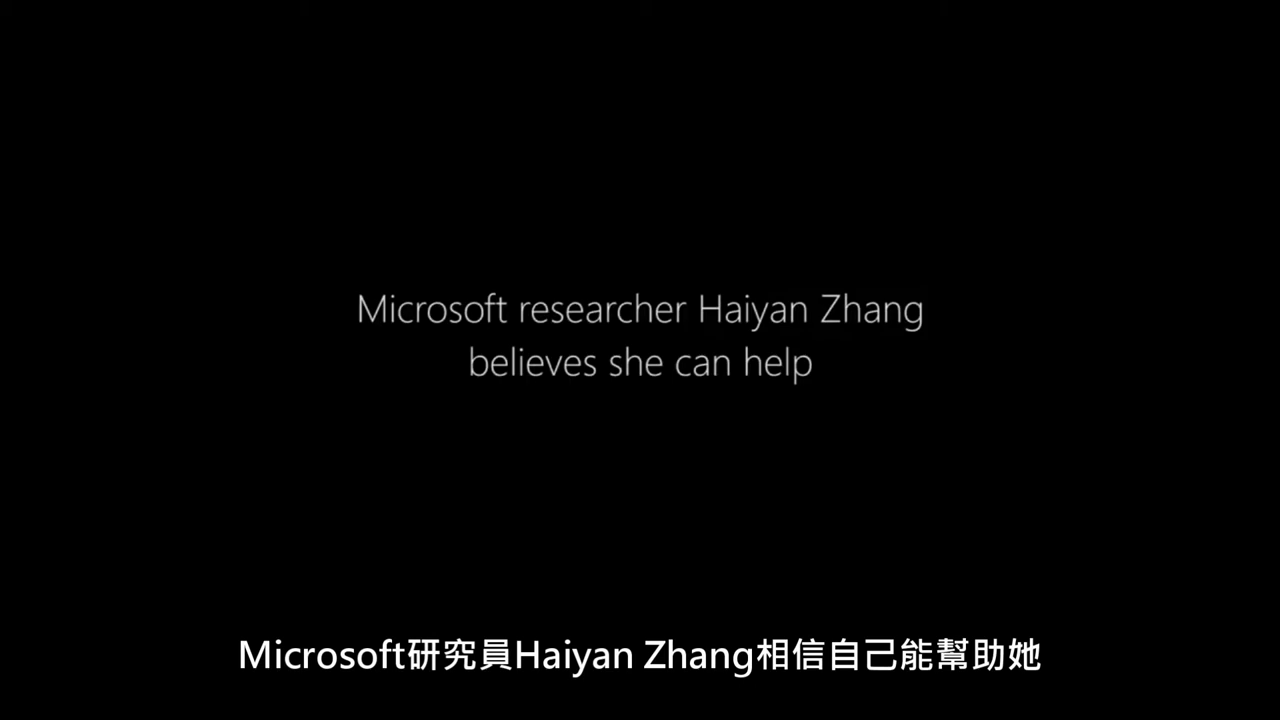 Microsoft researcher Haiyan Zhang
believes she can help
Microsoft研究員Haiyan Zhang相信自己能幫助她